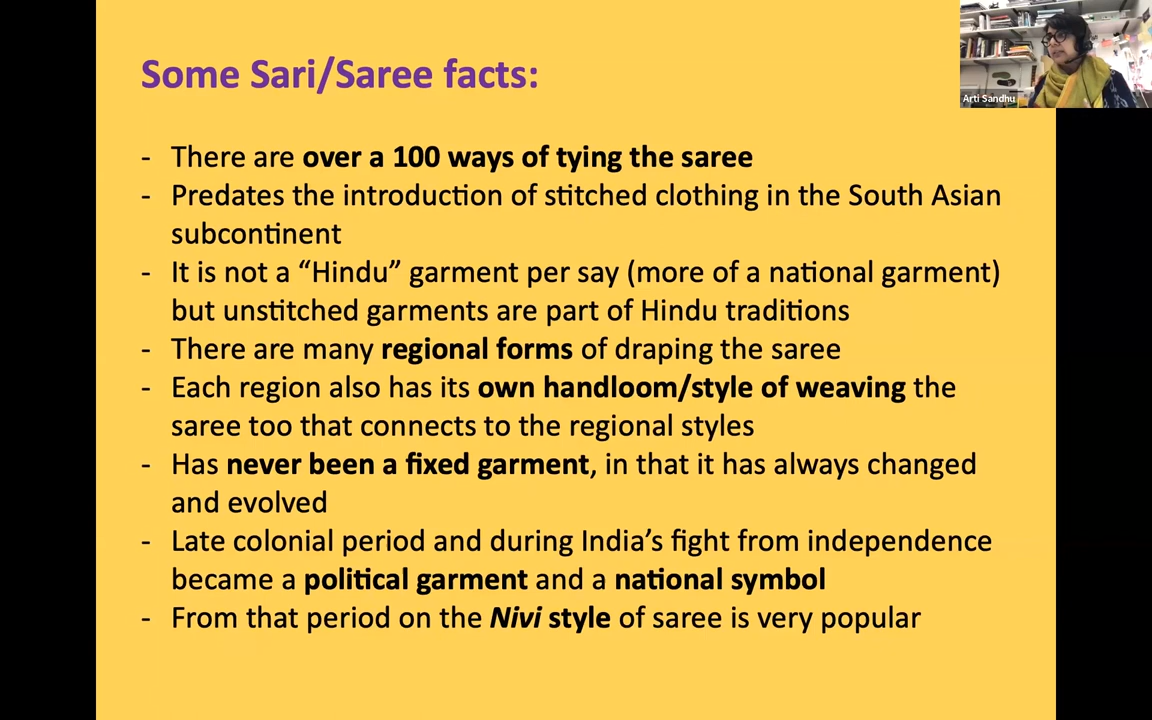 Some Sari/Saree facts:
Arti Sandhu
- There are over a 100 ways of tying the saree
- Predates the introduction of stitched clothing in the South Asian
subcontinent
- It is not a “Hindu” garment per say (more of a national garment)
but unstitched garments are part of Hindu traditions
- There are many regional forms of draping the saree
- Each region also has its own handloom/style of weaving the
saree too that connects to the regional styles
- Has never been a fixed garment, in that it has always changed
and evolved
- Late colonial period and during India’s fight from independence
became a political garment and a national symbol
- From that period on the Nivi style of saree is very popular